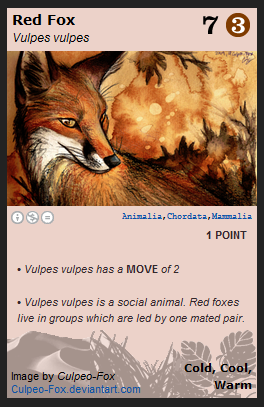 Red Fox
7 3
Vulpes vulpes
Animalia,Chordata,Mammalia
1 POINT
• Vulpes vulpes has a MOVE of 2
• Vulpes vulpes is a social animal. Red foxes
live in groups which are led by one mated pair.
Cold, Cool,
Warm
Image by Culpeo-Fox
Culpeo-Fox.deviantart.com